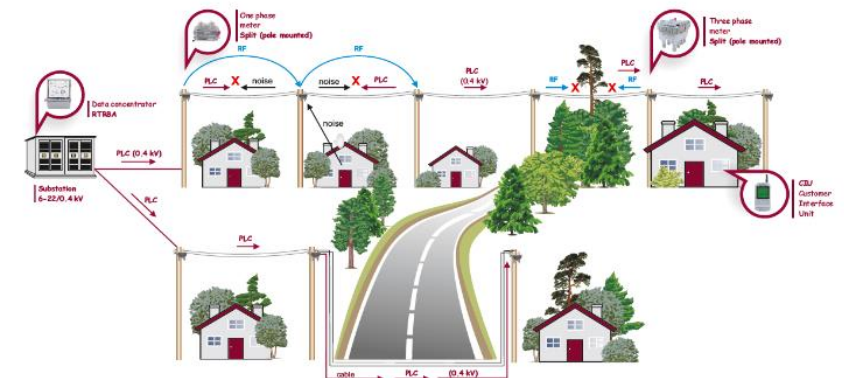 One phase
meter
Split (pole mounted)
Three phase
meter
Split (pole mounted)
RF
RF
PLC
(0,4 kV)
PLC
RF
RF
PLC
X
noise
noise
X
PLC
X
X
PLC
Data concentrator
RTRBA
noise
PLC (0,4 kV)
Substation
6-22/0,4 kV
PLC
CIU
Customer
Interface
Unit
PLC
cable
PLC
(0,4 kV)